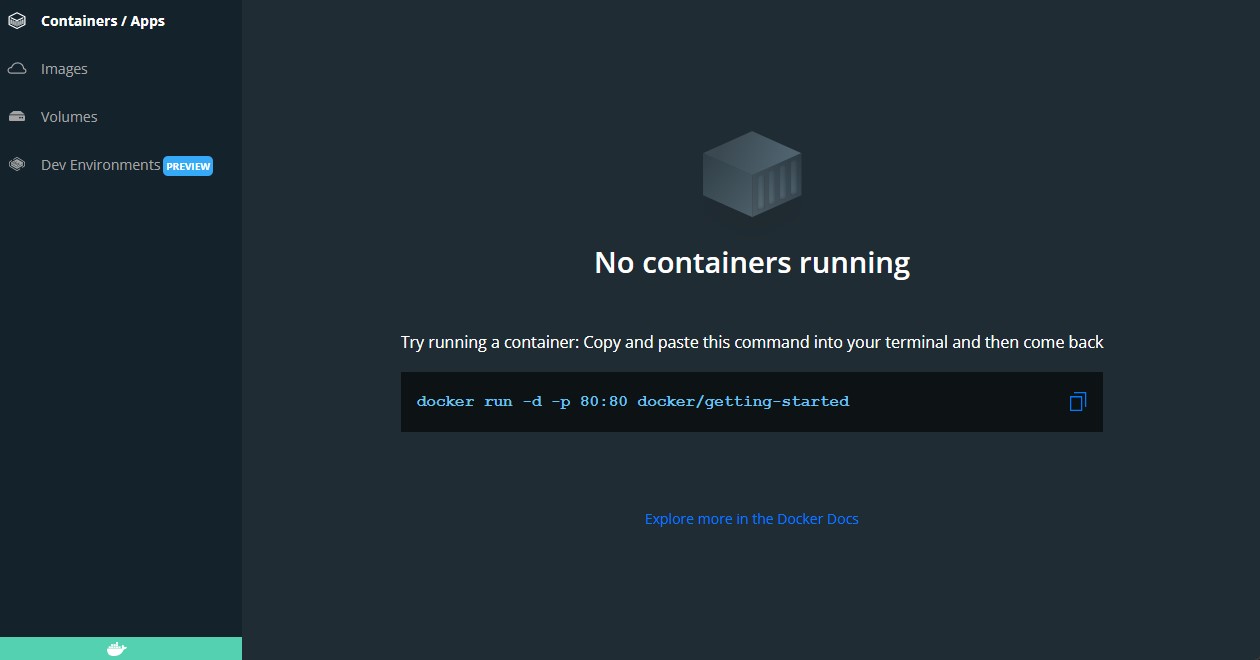 Containers / Apps
Images
Volumes
Dev Environments PREVIEW
No containers running
Try running a container: Copy and paste this command into your terminal and then come back
docker run -d -p 80:80 docker/getting-started
Explore more in the Docker Docs